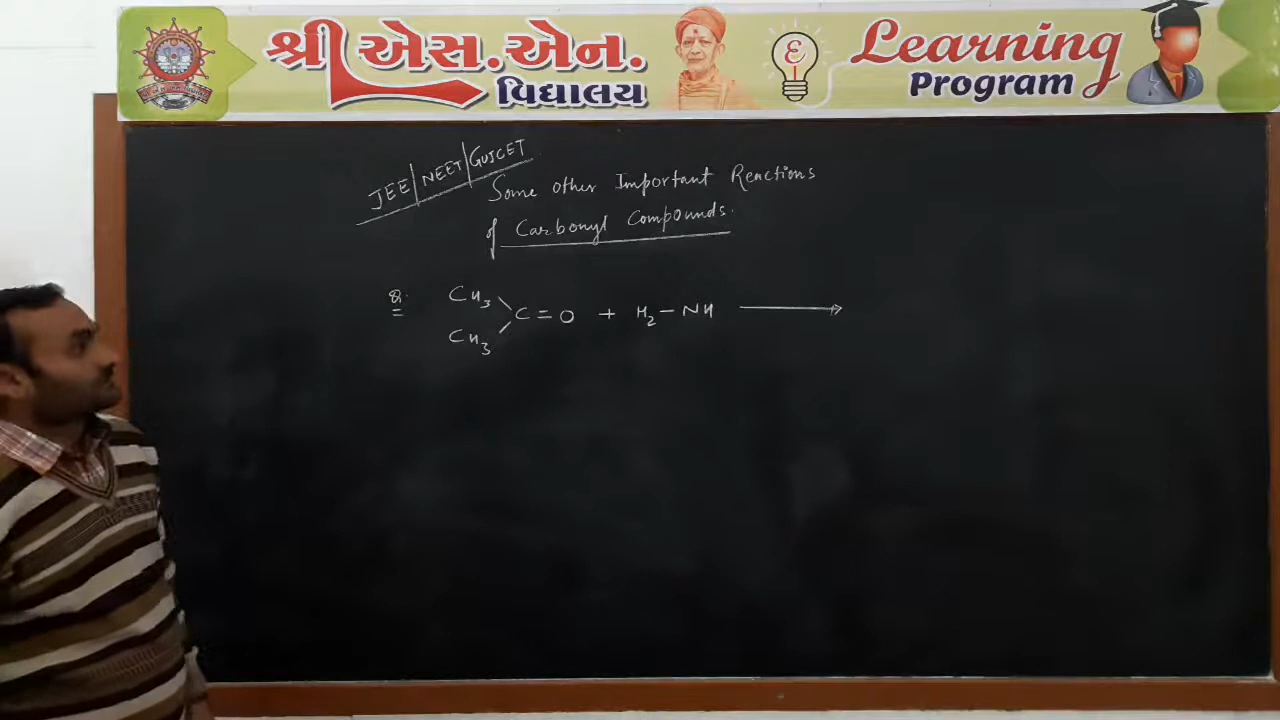 શ્રી એસ.એન.
વિદ્યાલય
ε
Learning
Program
JEE/NEET/GUJCET
Some other Important Reactions
of Carbonyl Compounds.
Q. CH3
C=O + H2-NH ⟶
CH3